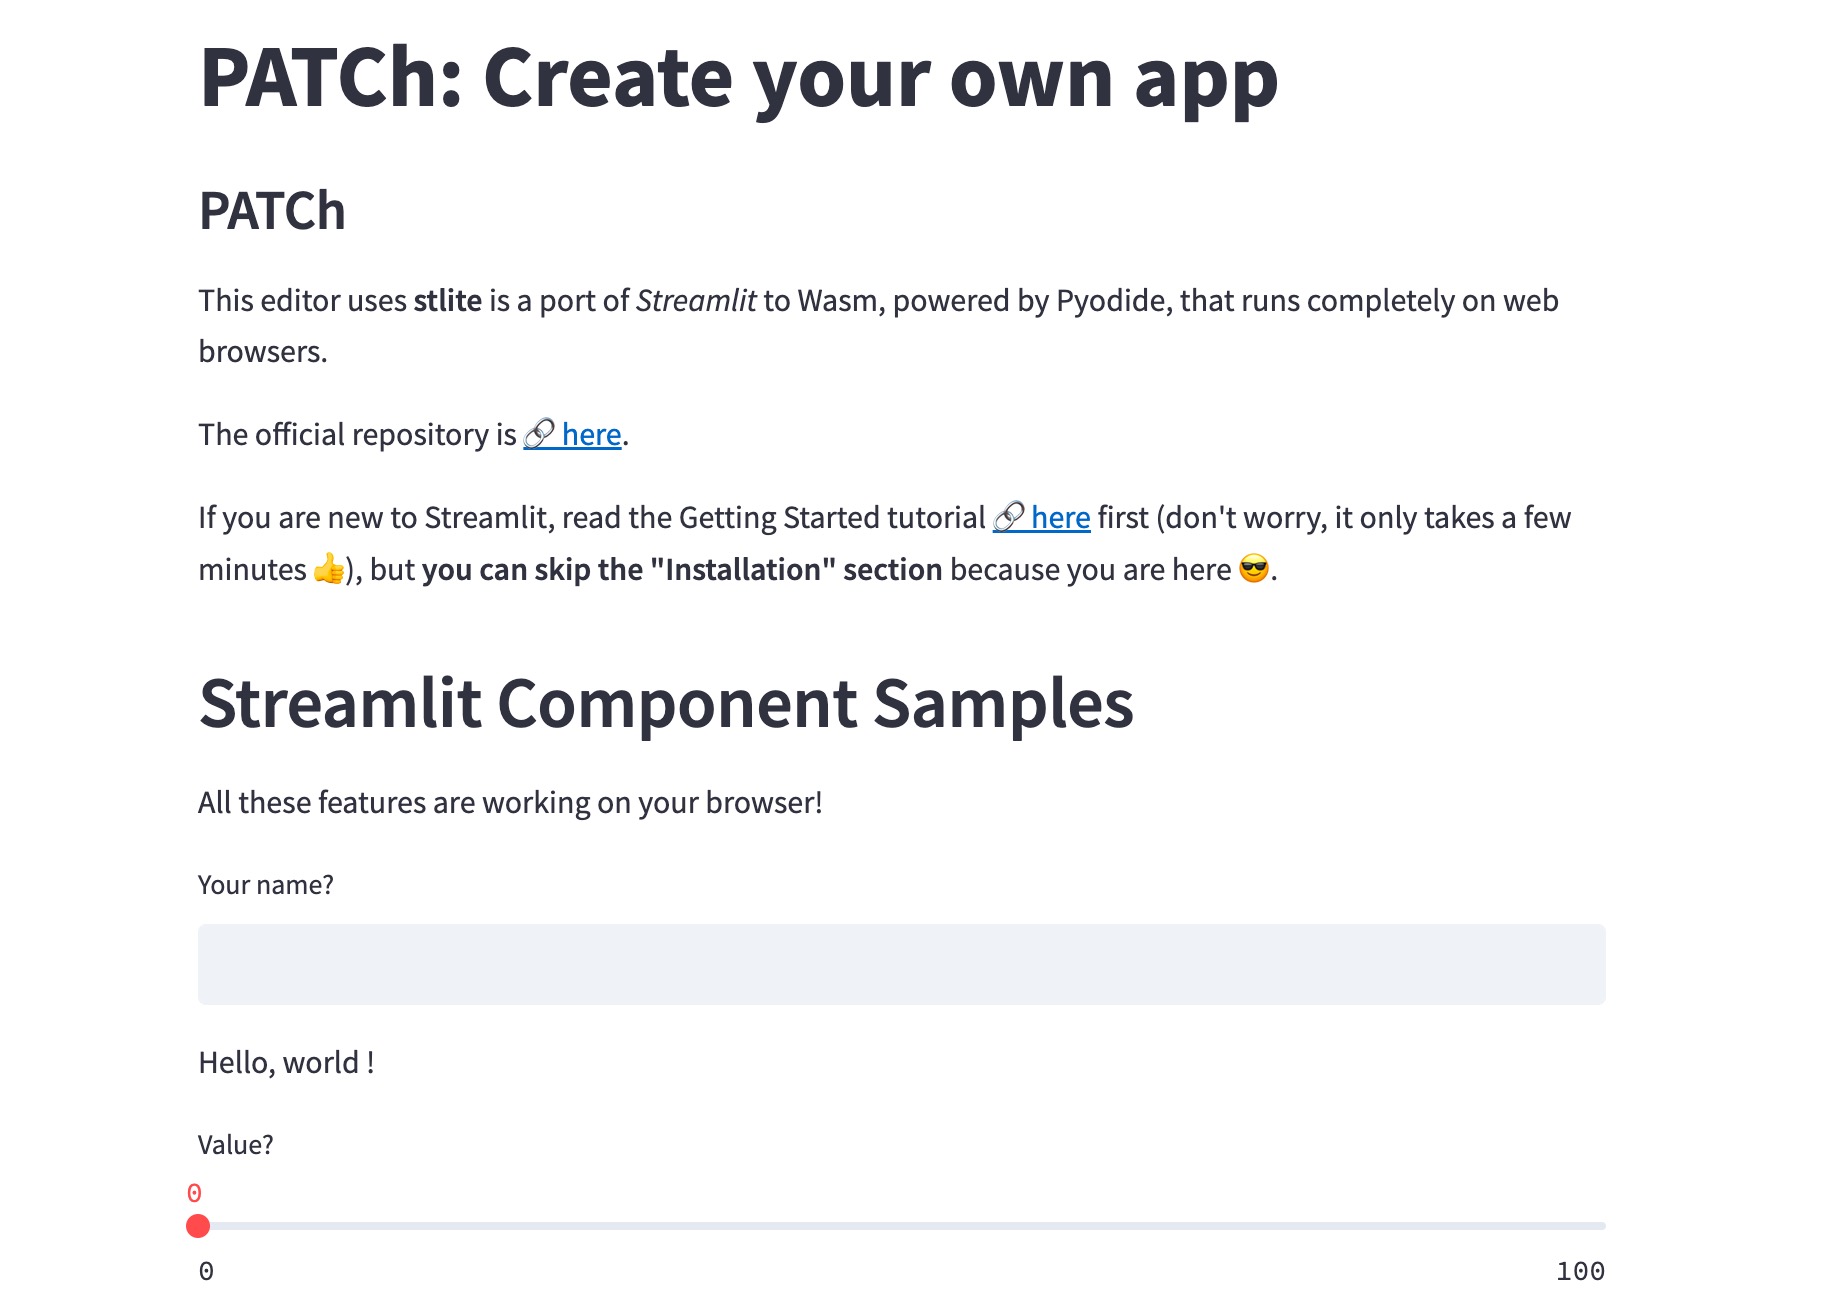 PATCh: Create your own app
PATCh
This editor uses stlite is a port of Streamlit to Wasm, powered by Pyodide, that runs completely on web
browsers.
The official repository is 🔗 here.
If you are new to Streamlit, read the Getting Started tutorial 🔗 here first (don't worry, it only takes a few
minutes 👍), but you can skip the "Installation" section because you are here 😎.
Streamlit Component Samples
All these features are working on your browser!
Your name?
Hello, world !
Value?
0
0 100